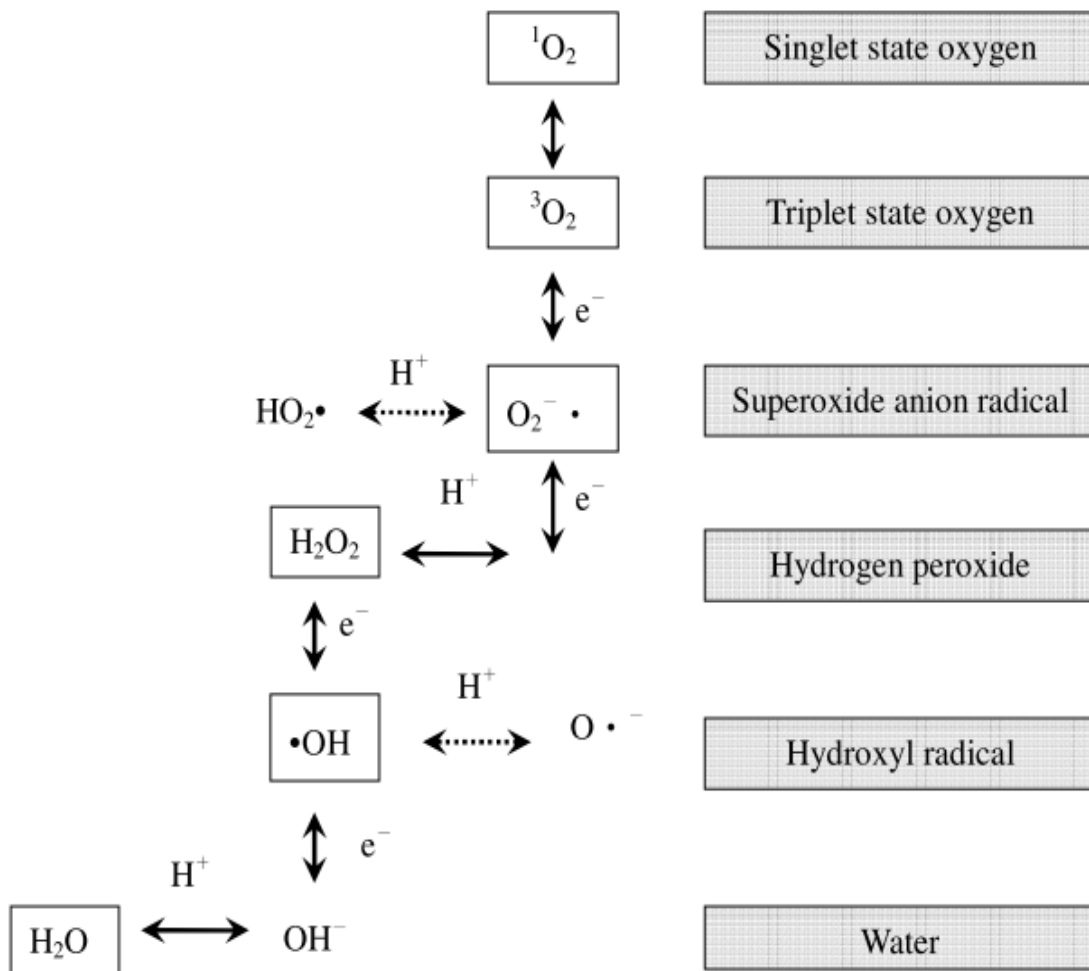 ¹O₂ Singlet state oxygen
³O₂ Triplet state oxygen
e⁻
H⁺
HO₂• O₂⁻ • Superoxide anion radical
H⁺ e⁻
H₂O₂ Hydrogen peroxide
e⁻
H⁺
•OH O • ⁻ Hydroxyl radical
e⁻
H⁺
H₂O OH⁻ Water